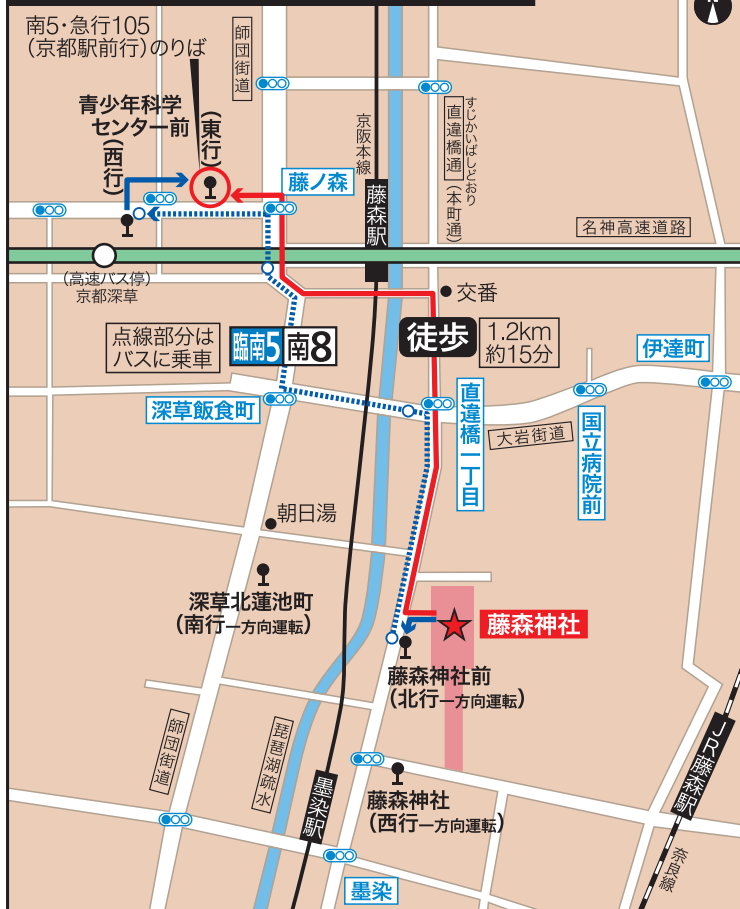 N
南5・急行105
(京都駅前行)のりば
師団街道
青少年科学
センター前
(西行)
(東行)
藤ノ森
京阪本線
藤森駅
すじかいばしどおり
直違橋通
(本町通)
名神高速道路
(高速バス停)
京都深草
交番
点線部分は
バスに乗車
臨南5
南8
徒歩
1.2km
約15分
伊達町
深草飯食町
直違橋一丁目
大岩街道
国立病院前
朝日湯
深草北蓮池町
(南行一方向運転)
藤森神社
藤森神社前
(北行一方向運転)
師団街道
琵琶湖疏水
墨染駅
藤森神社
(西行一方向運転)
JR藤森駅
奈良線
墨染